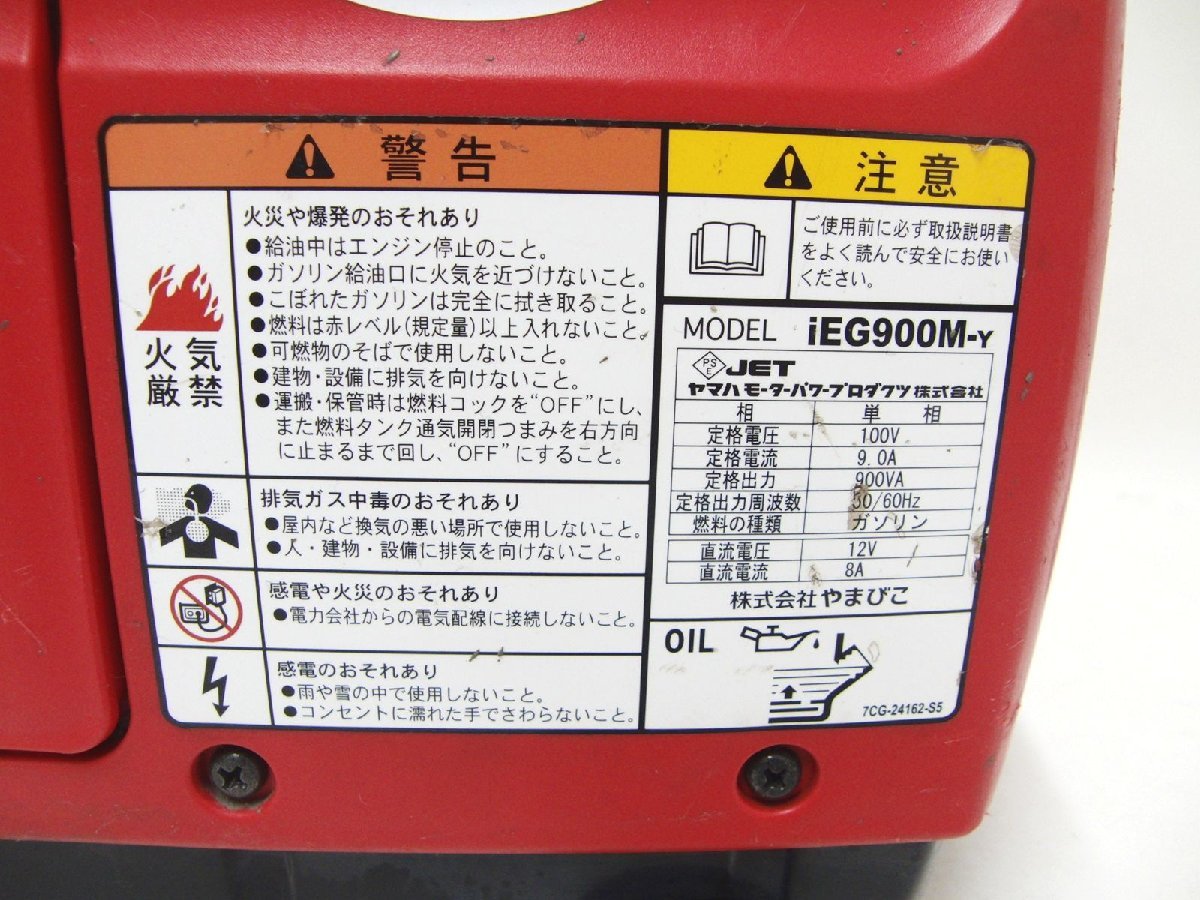 警告
火気
厳禁
火災や爆発のおそれあり
●給油中はエンジン停止のこと。
●ガソリン給油口に火気を近づけないこと。
●こぼれたガソリンは完全に拭き取ること。
●燃料は赤レベル(規定量)以上入れないこと。
●可燃物のそばで使用しないこと。
●建物・設備に排気を向けないこと。
●運搬・保管時は燃料コックを“OFF”にし、
また燃料タンク通気開閉つまみを右方向
に止まるまで回し、“OFF”にすること。
排気ガス中毒のおそれあり
●屋内など換気の悪い場所で使用しないこと。
●人・建物・設備に排気を向けないこと。
感電や火災のおそれあり
●電力会社からの電気配線に接続しないこと。
感電のおそれあり
●雨や雪の中で使用しないこと。
●コンセントに濡れた手でさわらないこと。
注意
ご使用前に必ず取扱説明書
をよく読んで安全にお使い
ください。
MODEL iEG900M-Y
PS E JET
ヤマハモーターパワープロダクツ株式会社
相 単相
定格電圧 100V
定格電流 9.0A
定格出力 900VA
定格出力周波数 50/60Hz
燃料の種類 ガソリン
直流電圧 12V
直流電流 8A
株式会社やまびこ
OIL
7CG-24162-S5